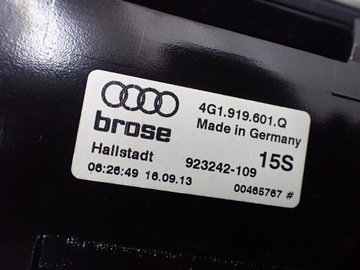 4G1.919.601.Q
brose Made in Germany
Hallstadt 923242-109 15S
06:26:49 16.09.13 00465767 #